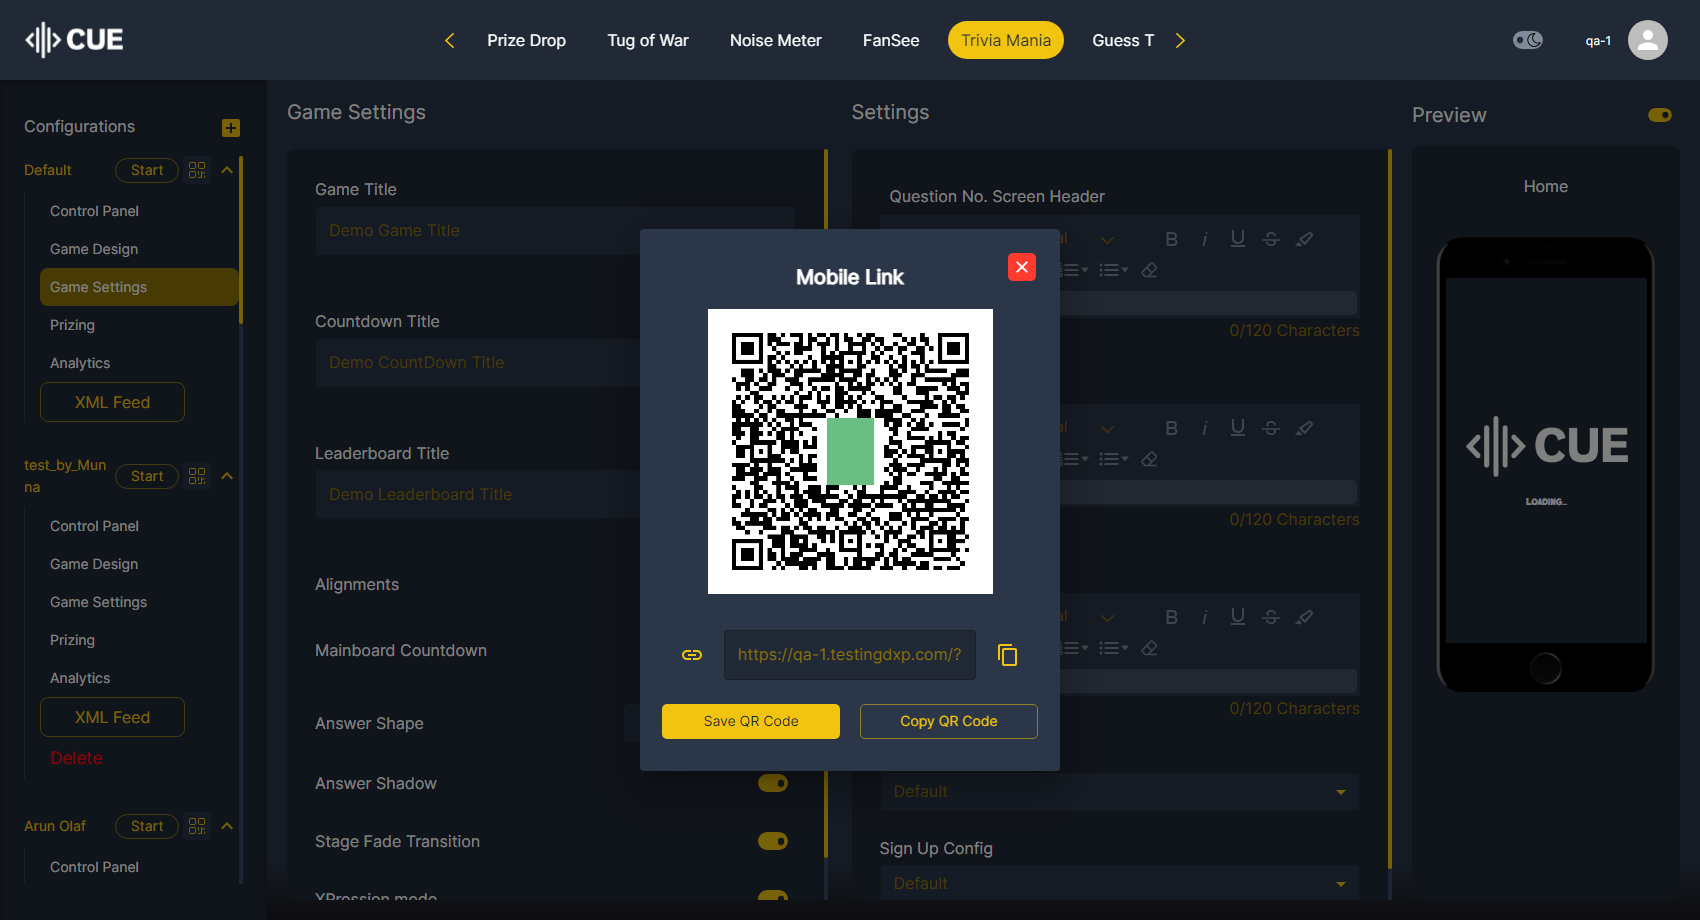 CUE
Prize Drop
Tug of War
Noise Meter
FanSee
Trivia Mania
Guess T
qa-1
Configurations
Default
Start
Control Panel
Game Design
Game Settings
Prizing
Analytics
XML Feed
test_by_Mun
na
Start
Control Panel
Game Design
Game Settings
Prizing
Analytics
XML Feed
Delete
Arun Olaf
Start
Control Panel
Game Settings
Game Title
Demo Game Title
Countdown Title
Demo CountDown Title
Leaderboard Title
Demo Leaderboard Title
Alignments
Mainboard Countdown
Answer Shape
Answer Shadow
Stage Fade Transition
XPression mode
Mobile Link
https://qa-1.testingdxp.com/?
Save QR Code
Copy QR Code
Settings
Question No. Screen Header
B i U S
0/120 Characters
B i U S
0/120 Characters
B i U S
0/120 Characters
Default
Sign Up Config
Default
Preview
Home
CUE
LOADING...